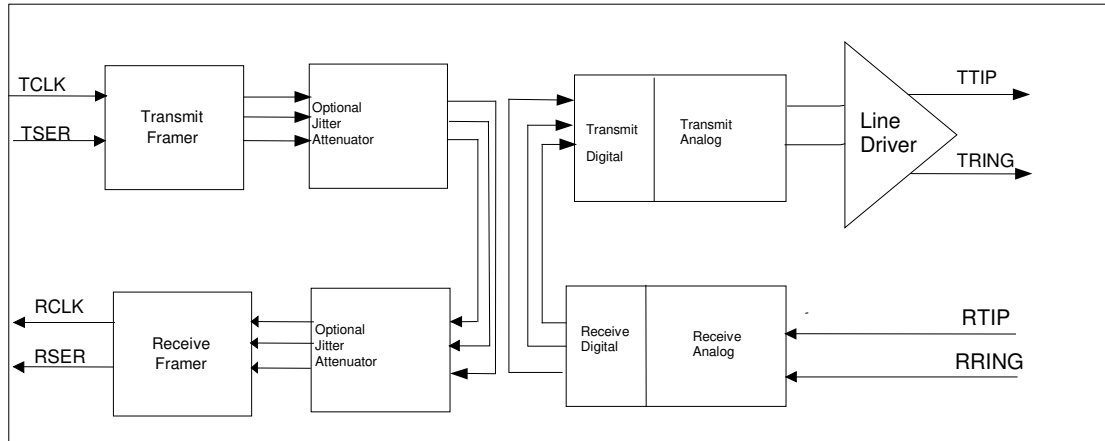 TCLK
TSER
Transmit
Framer
Optional
Jitter
Attenuator
Transmit
Digital
Transmit
Analog
Line
Driver
TTIP
TRING
RCLK
RSER
Receive
Framer
Optional
Jitter
Attenuator
Receive
Digital
Receive
Analog
RTIP
RRING